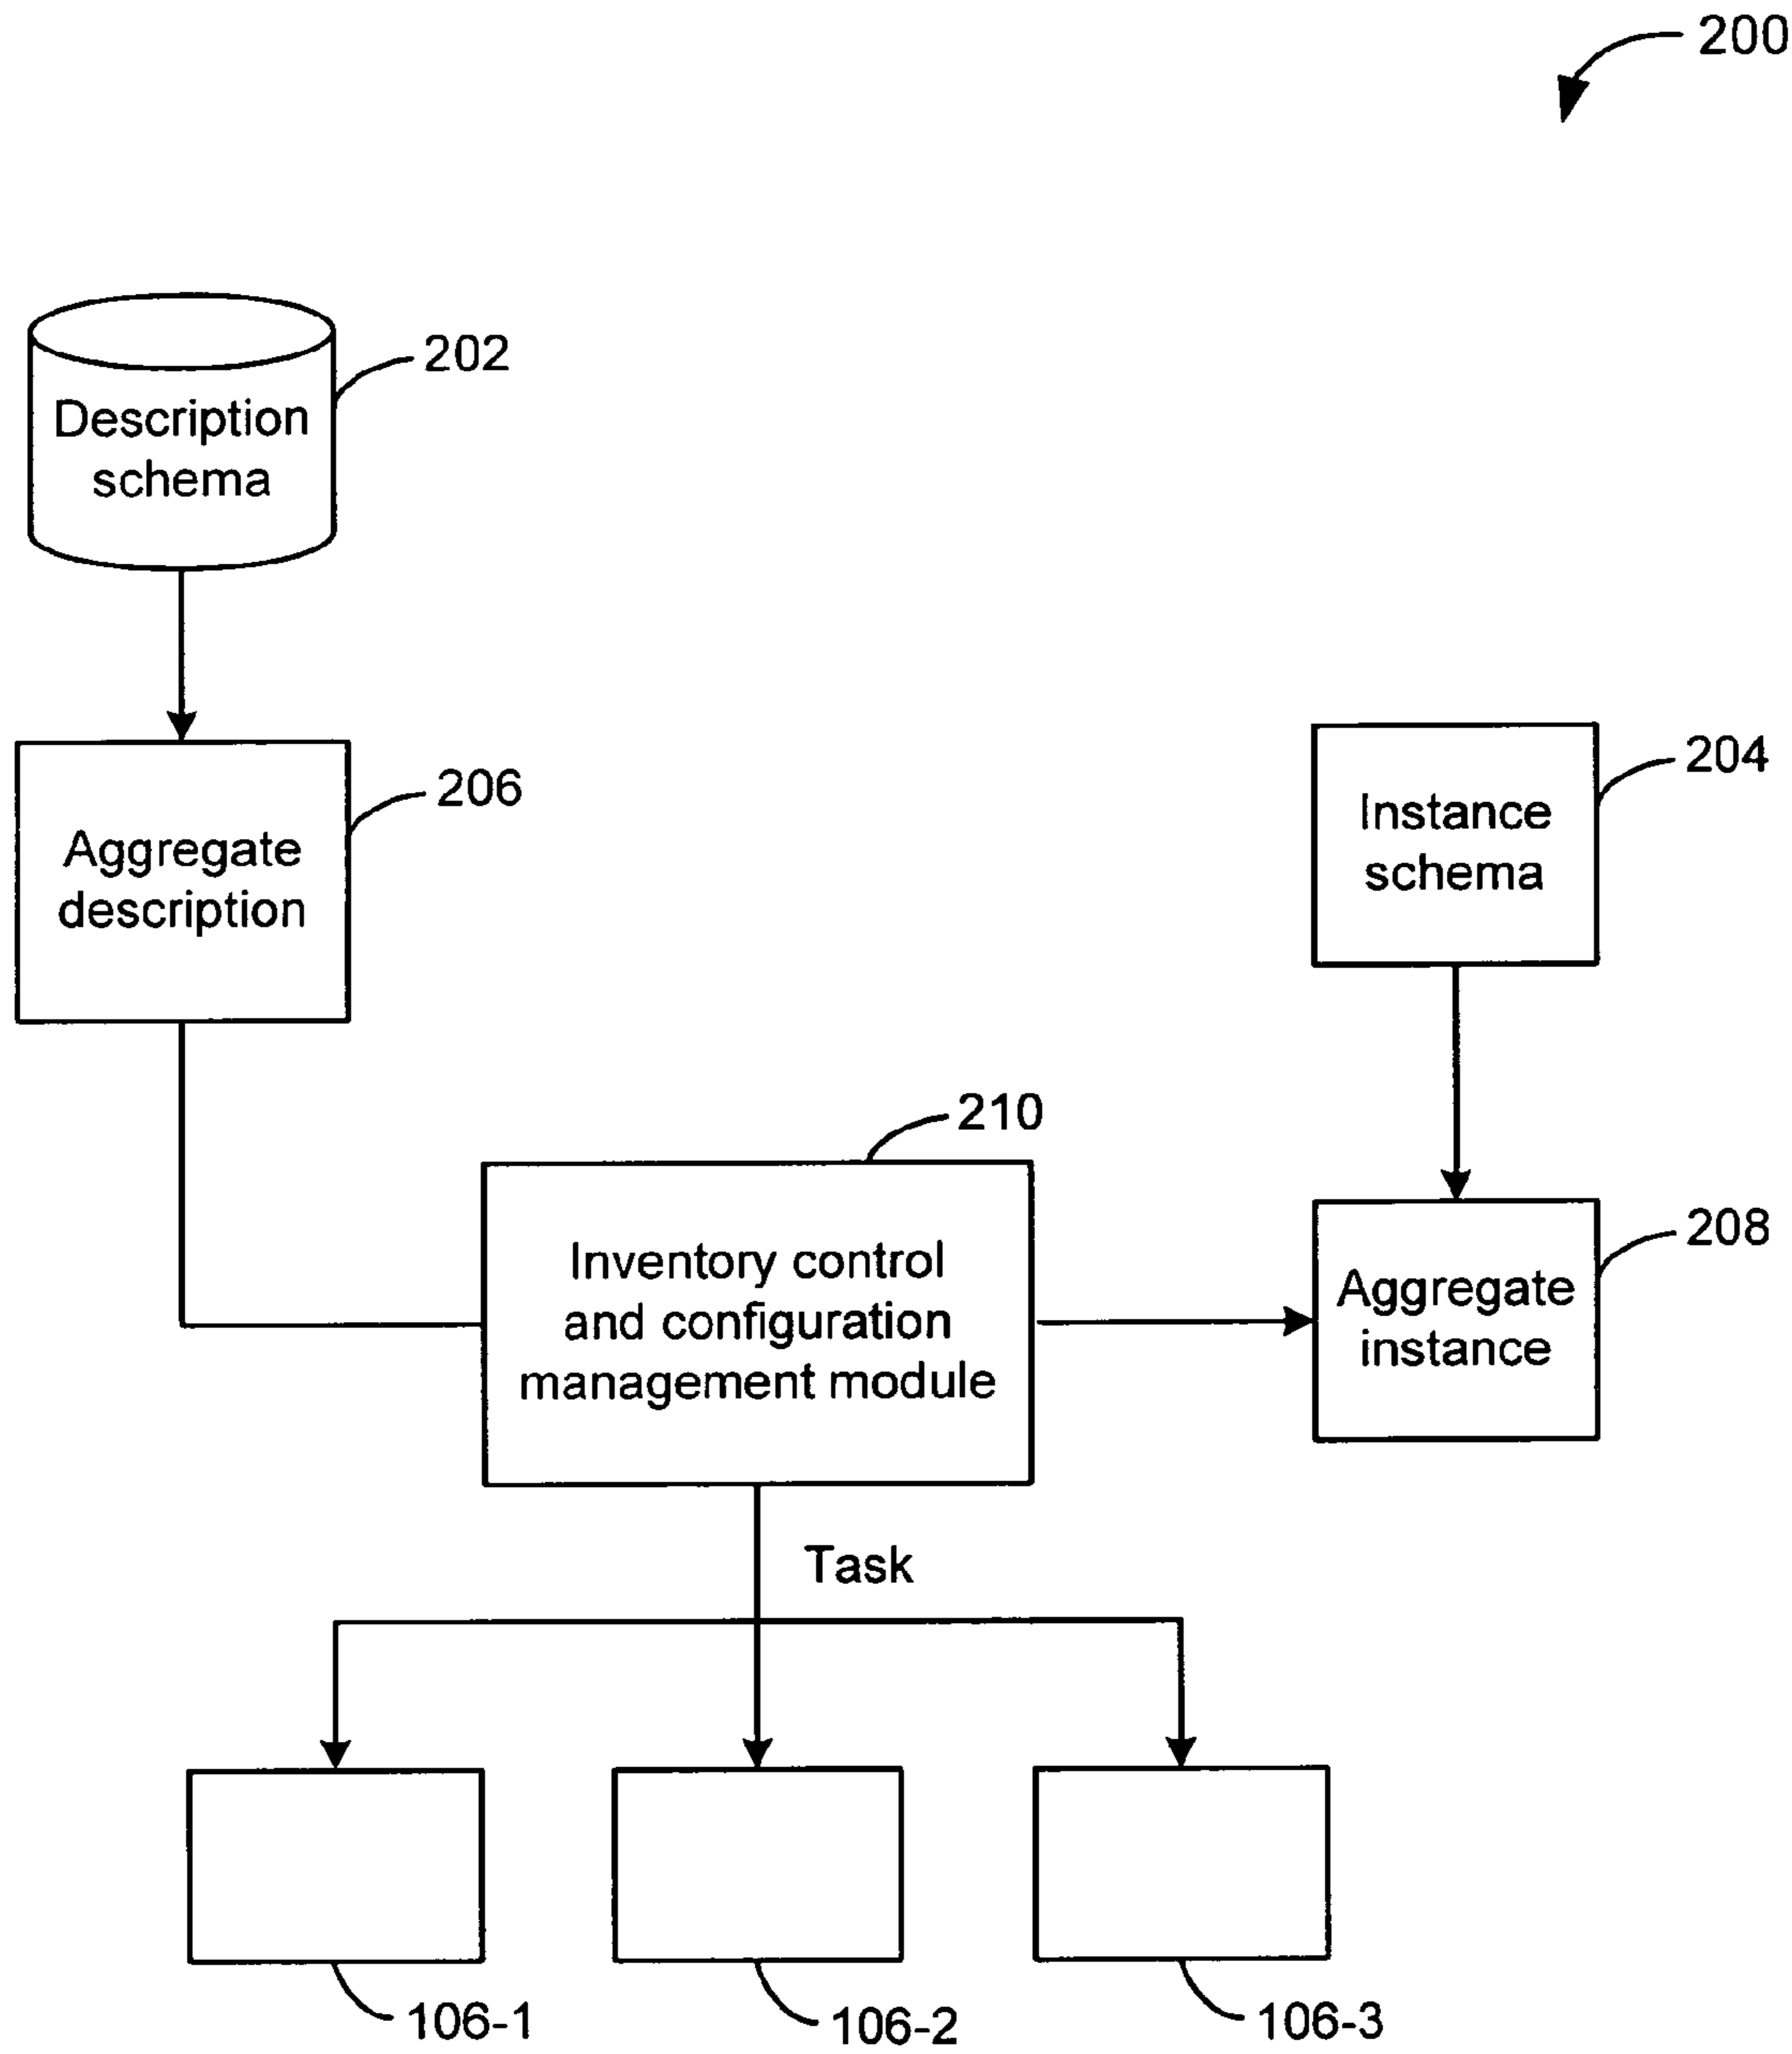 200
202
Description
schema
204
206
Instance
schema
Aggregate
description
210
208
Inventory control
and configuration
management module
Aggregate
instance
Task
106-1
106-2
106-3